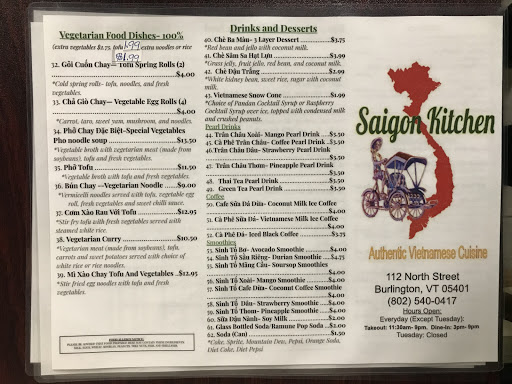 Vegetarian Food Dishes- 100%
1.99
(extra vegetables $2.75, tofu extra noodles or rice
$1.99
32. Gỏi Cuốn Chay— Tofu Spring Rolls (2)
$4.00
*Cold spring rolls- tofu, noodles, and fresh
vegetables.
33. Chả Giò Chay— Vegetable Egg Rolls (4)
$4.00
*Carrot, taro, sweet yam, mushroom, and noodles.
34. Phở Chay Đặc Biệt-Special Vegetables
Pho noodle soup $13.50
*Vegetable broth with vegetarian meat (made from
soybeans), tofu and fresh vegetables.
35. Phở Tofu $11.50
*Vegetable broth with tofu and fresh vegetables.
36. Bún Chay —Vegetarian Noodle $9.00
*Vermicelli noodles served with tofu, vegetable egg
roll, fresh vegetables and sweet chili sauce.
37. Cơm Xào Rau Với Tofu $12.95
*Stir fry tofu with fresh vegetables served with
steamed white rice.
38. Vegetarian Curry $10.50
*Vegetarian meat (made from soybeans), tofu,
carrots and sweet potatoes served with choice of
white rice or rice noodles.
39. Mì Xào Chay Tofu And Vegetables ..$12.95
*Stir fried egg noodles with tofu and fresh
vegetables.
Drinks and Desserts
40. Chè Ba Màu- 3 Layer Dessert $3.75
*Red bean and jello with coconut milk.
41. Chè Sâm Sa Hạt Lựu $3.99
*Grass jelly, fruit jello, red bean, and coconut milk.
42. Chè Đậu Trắng $2.99
*White kidney bean, sweet rice, sugar with coconut
milk.
43. Vietnamese Snow Cone $1.99
*Choice of Pandan Cocktail Syrup or Raspberry
Cocktail Syrup over ice, topped with condensed milk
and crushed peanuts.
Pearl Drinks
44. Trân Châu Xoài- Mango Pearl Drink $3.50
45. Cà Phê Trân Châu- Coffee Pearl Drink ..$3.50
46. Trân Châu Dâu- Strawberry Pearl Drink
$3.50
47. Trân Châu Thom- Pineapple Pearl Drink
$3.50
48. Thai Tea Pearl Drink $3.50
49. Green Tea Pearl Drink $3.50
Coffee
50. Cafe Sữa Đá Dừa- Coconut Milk Ice Coffee
$4.00
51. Cà Phê Sữa Đá- Vietnamese Milk Ice Coffee
$4.00
52. Cà Phê Đá- Iced Black Coffee $3.75
Smoothies
53. Sinh Tố Bơ- Avocado Smoothie $4.00
54. Sinh Tố Sầu Riêng- Durian Smoothie $4.75
55. Sinh Tố Mãng Cầu- Soursop Smoothies
$4.00
56. Sinh Tố Xoài- Mango Smoothie $4.00
57. Sinh Tố Cafe Dừa- Coconut Coffee Smoothie
$4.00
58. Sinh Tố Dâu- Strawberry Smoothie $4.00
59. Sinh Tố Thom- Pineapple Smoothie $4.00
60. Sữa Đậu Nành- Soy Milk $2.00
61. Glass Bottled Soda/Ramune Pop Soda ..$2.00
62. Soda (Can) $1.50
*Coke, Sprite, Mountain Dew, Pepsi, Orange Soda,
Diet Coke, Diet Pepsi
Saigon Kitchen
Authentic Vietnamese Cuisine
112 North Street
Burlington, VT 05401
(802) 540-0417
Hours Open:
Everyday (Except Tuesday):
Takeout: 11:30am- 9pm. Dine-In: 3pm- 9pm
Tuesday: Closed